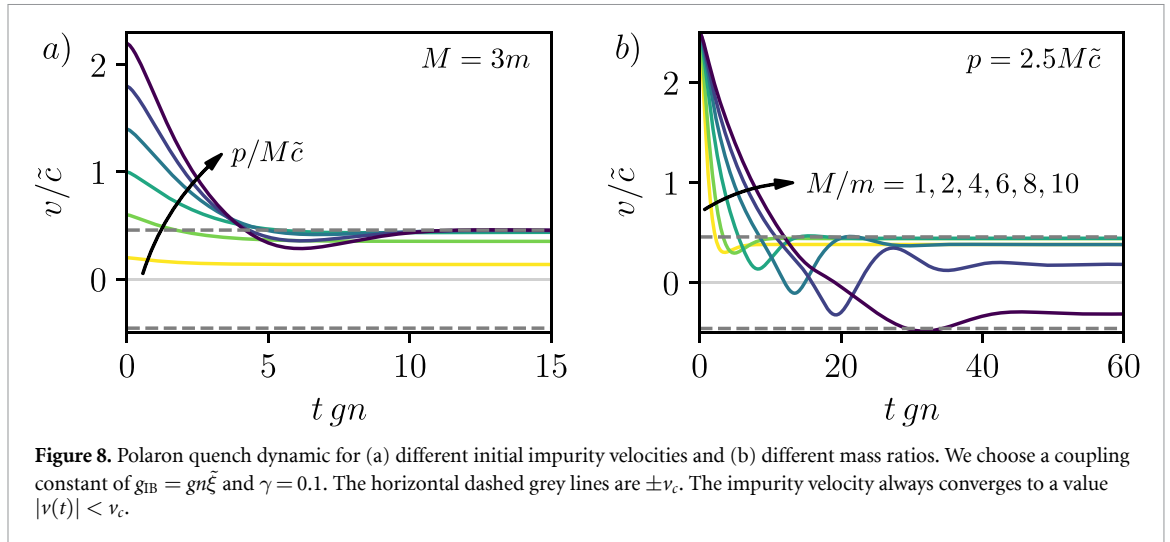 a)
M = 3m
2
1
0
v/c̃
p/Mc̃
0 5 10 15
t gn
b)
p = 2.5Mc̃
2
1
0
v/c̃
M/m = 1, 2, 4, 6, 8, 10
0 20 40 60
t gn
Figure 8. Polaron quench dynamic for (a) different initial impurity velocities and (b) different mass ratios. We choose a coupling
constant of g_IB = gnξ̃ and γ = 0.1. The horizontal dashed grey lines are ±v_c. The impurity velocity always converges to a value
|v(t)| < v_c.